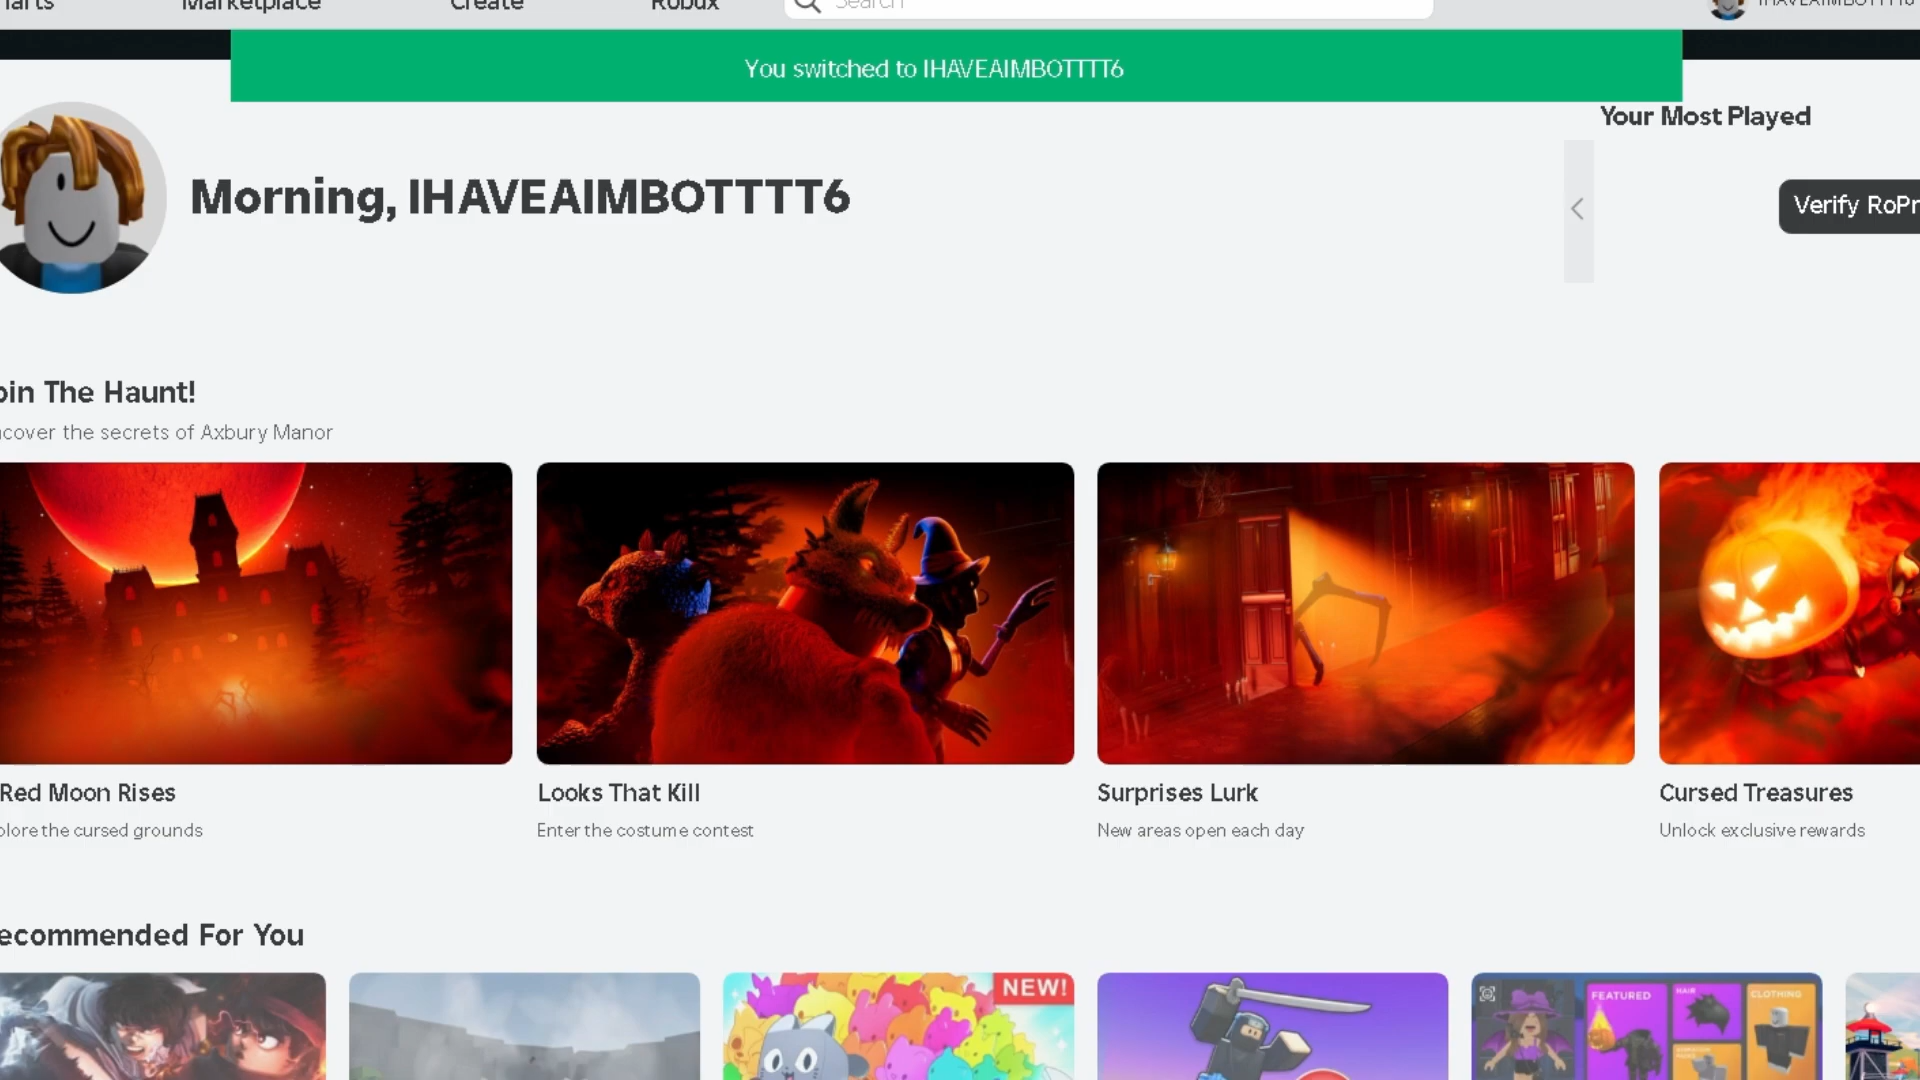 Marketplace
Create
Robux
Search
You switched to IHAVEAIMBOTTTT6
Your Most Played
Morning, IHAVEAIMBOTTTT6
Verify RoPr
oin The Haunt!
cover the secrets of Axbury Manor
Red Moon Rises
Looks That Kill
Surprises Lurk
Cursed Treasures
plore the cursed grounds
Enter the costume contest
New areas open each day
Unlock exclusive rewards
ecommended For You
NEW!
FEATURED
HAIR
CLOTHING